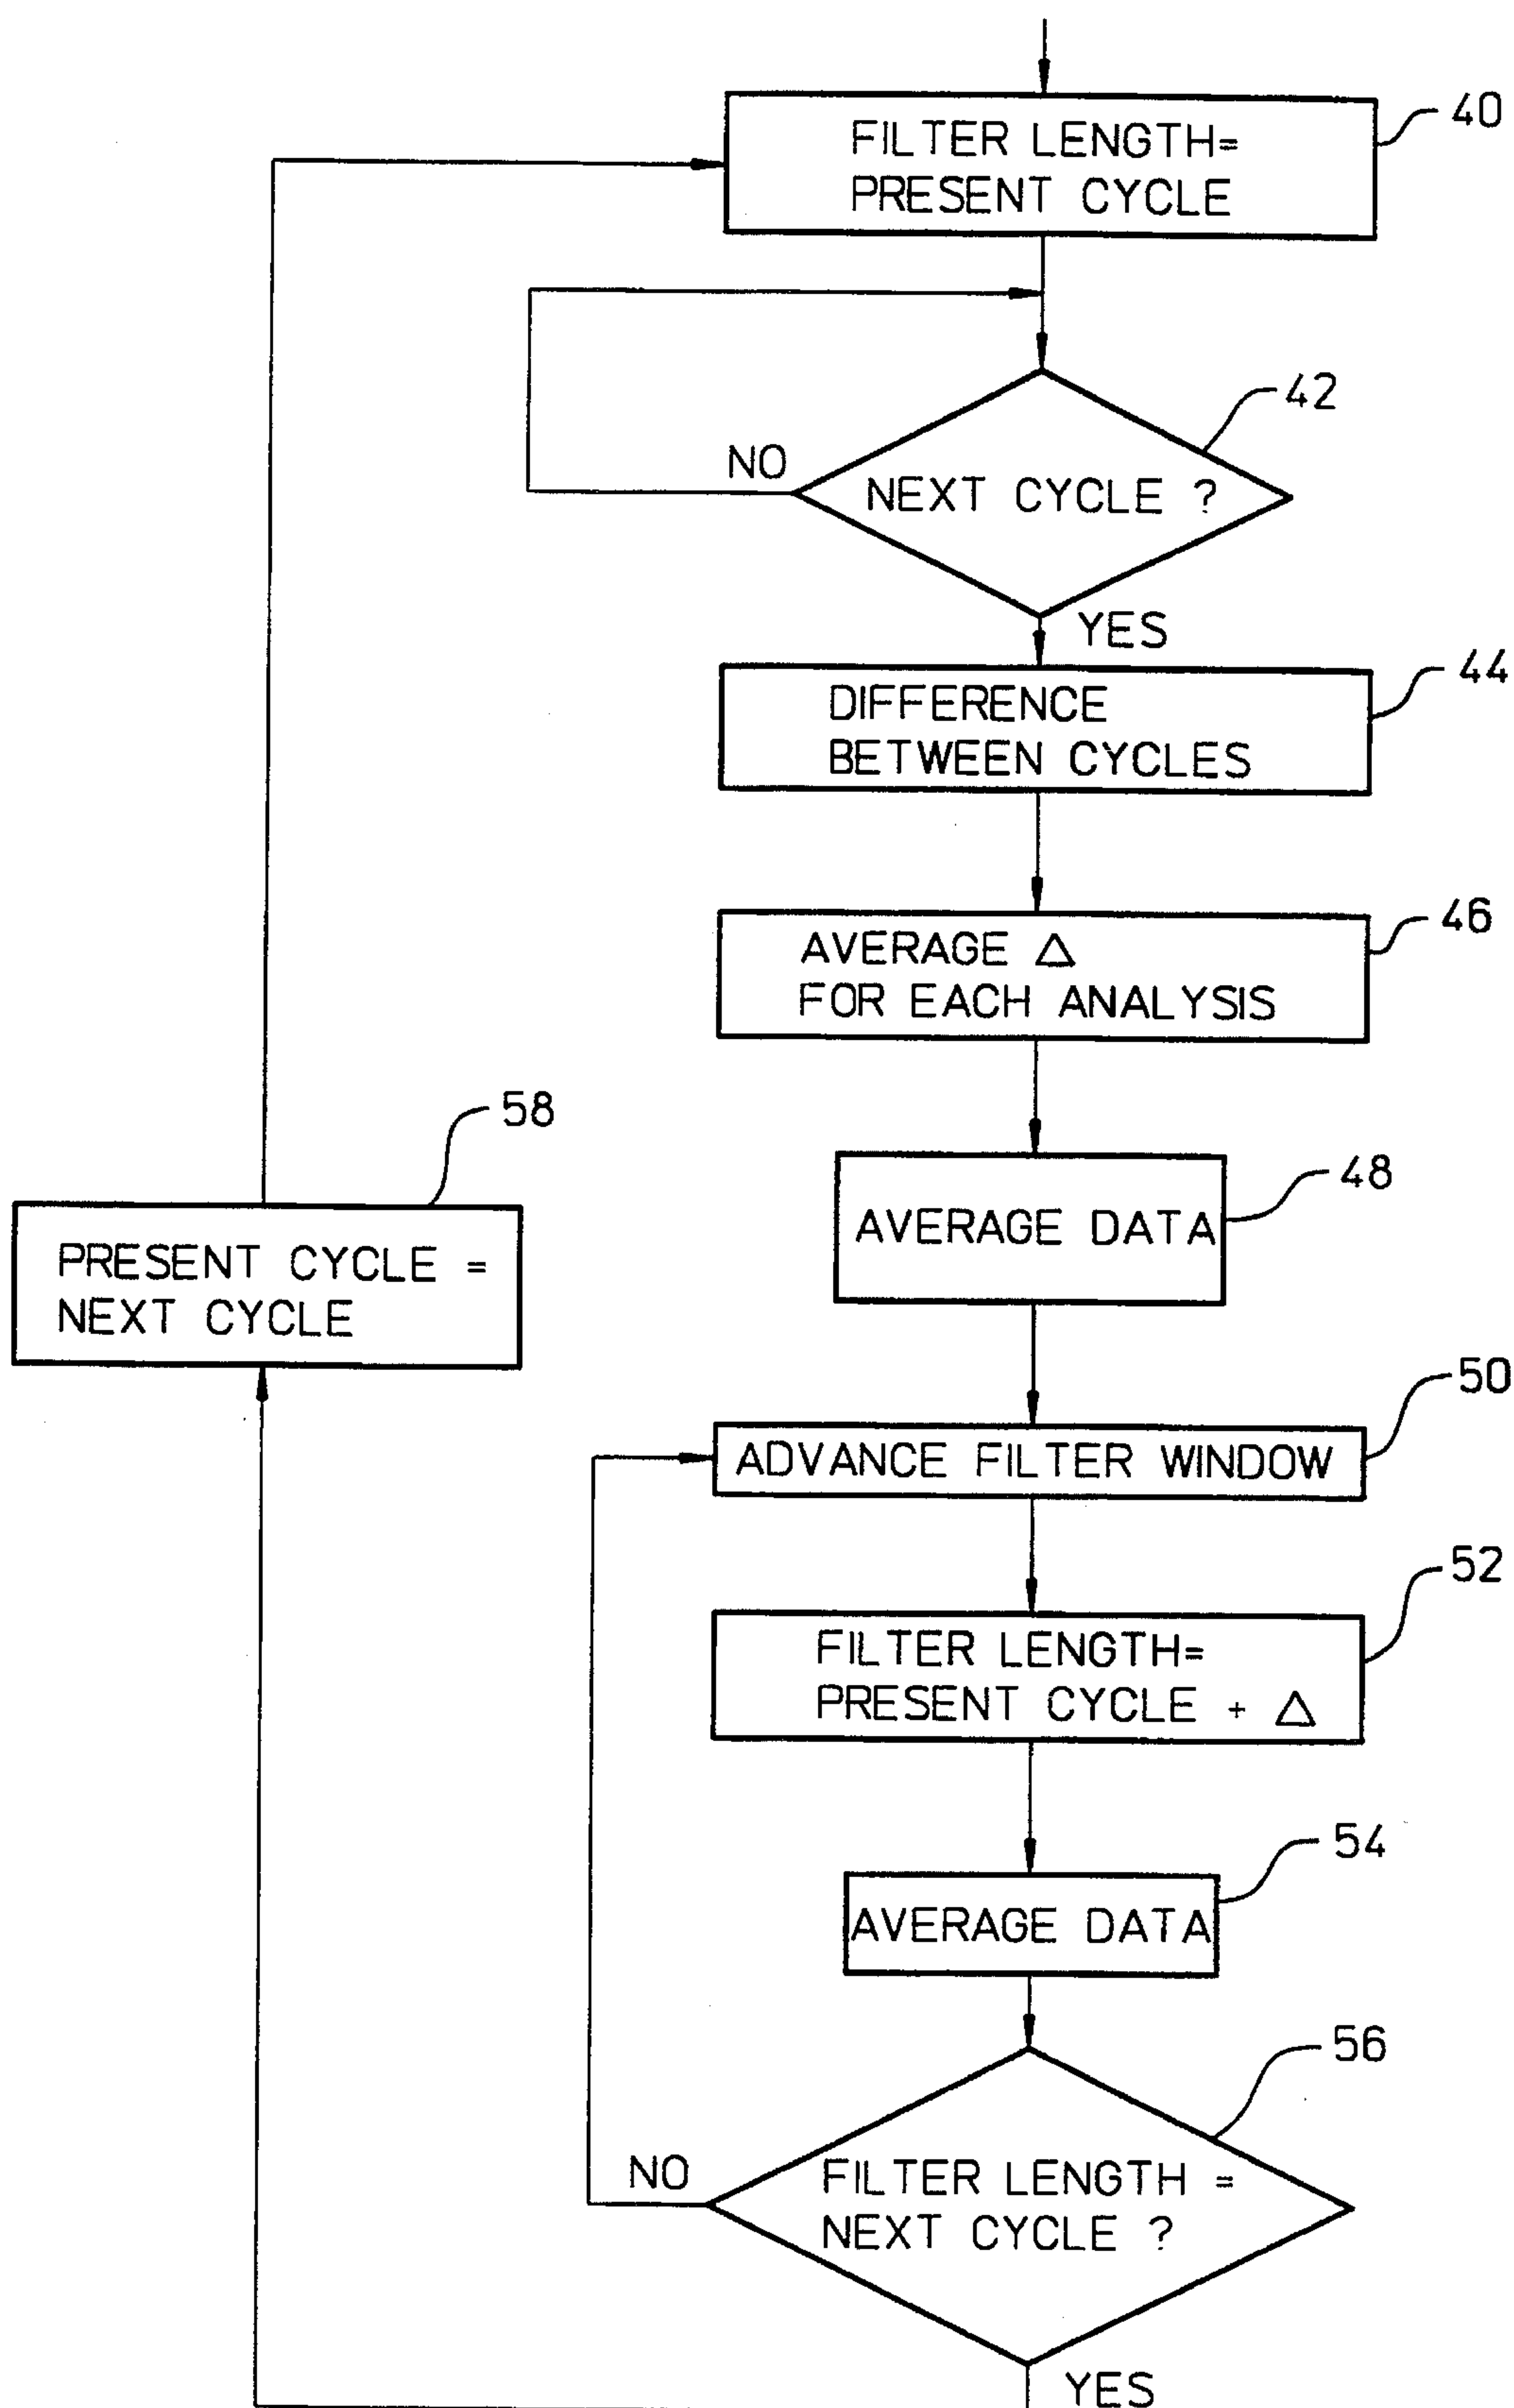 40
FILTER LENGTH=
PRESENT CYCLE
42
NO
NEXT CYCLE ?
YES
44
DIFFERENCE
BETWEEN CYCLES
46
AVERAGE △
FOR EACH ANALYSIS
58
48
AVERAGE DATA
PRESENT CYCLE =
NEXT CYCLE
50
ADVANCE FILTER WINDOW
52
FILTER LENGTH=
PRESENT CYCLE + △
54
AVERAGE DATA
56
NO
FILTER LENGTH =
NEXT CYCLE ?
YES